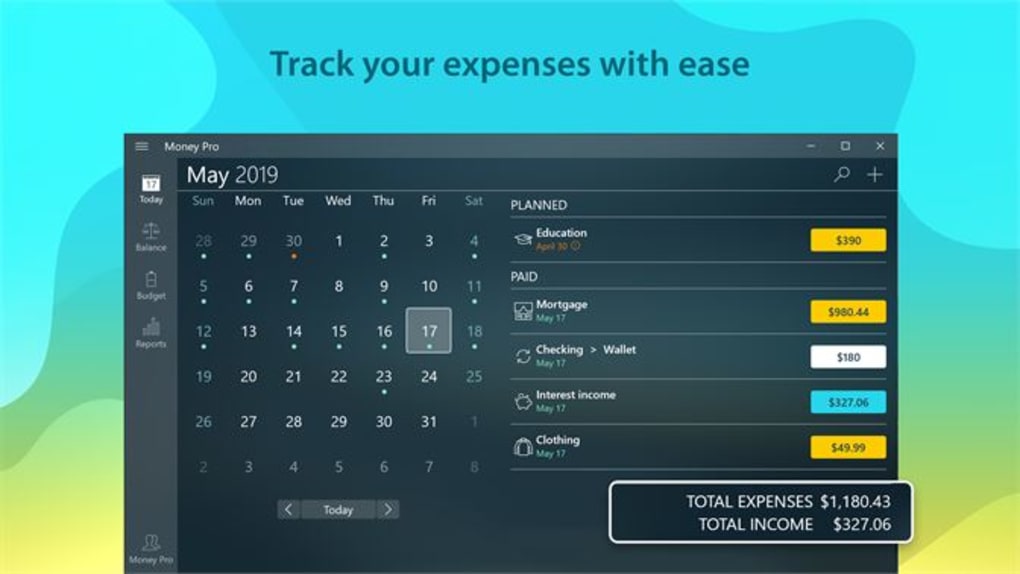 Track your expenses with ease
Money Pro
May 2019
17
Today
Balance
Budget
Reports
Money Pro
Sun Mon Tue Wed Thu Fri Sat
28 29 30 1 2 3 4
5 6 7 8 9 10 11
12 13 14 15 16 17 18
19 20 21 22 23 24 25
26 27 28 29 30 31 1
2 3 4 5 6 7 8
< Today >
PLANNED
Education
April 30
$390
PAID
Mortgage
May 17
$980.44
Checking > Wallet
May 17
$180
Interest income
May 17
$327.06
Clothing
May 17
$49.99
TOTAL EXPENSES $1,180.43
TOTAL INCOME $327.06